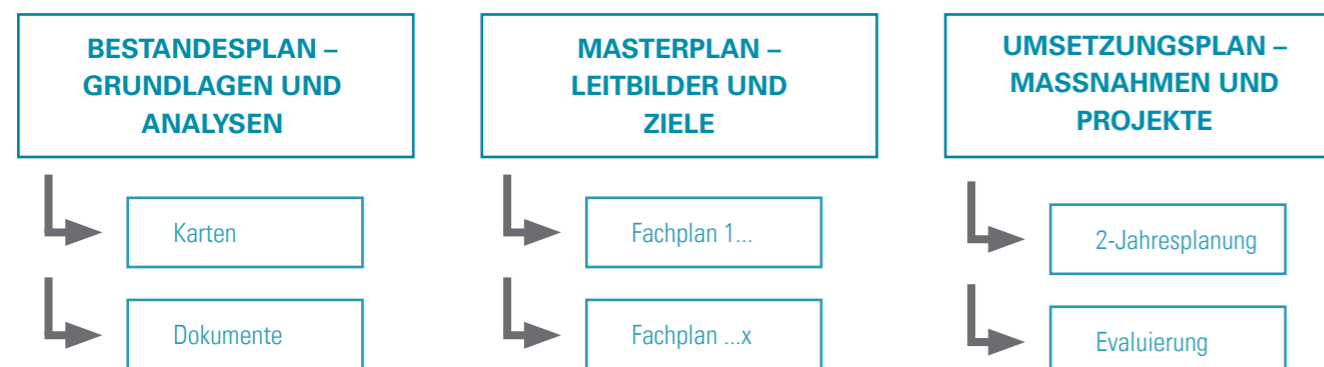 BESTANDESPLAN –
GRUNDLAGEN UND
ANALYSEN
Karten
Dokumente
MASTERPLAN –
LEITBILDER UND
ZIELE
Fachplan 1...
Fachplan ...x
UMSETZUNGSPLAN –
MASSNAHMEN UND
PROJEKTE
2-Jahresplanung
Evaluierung